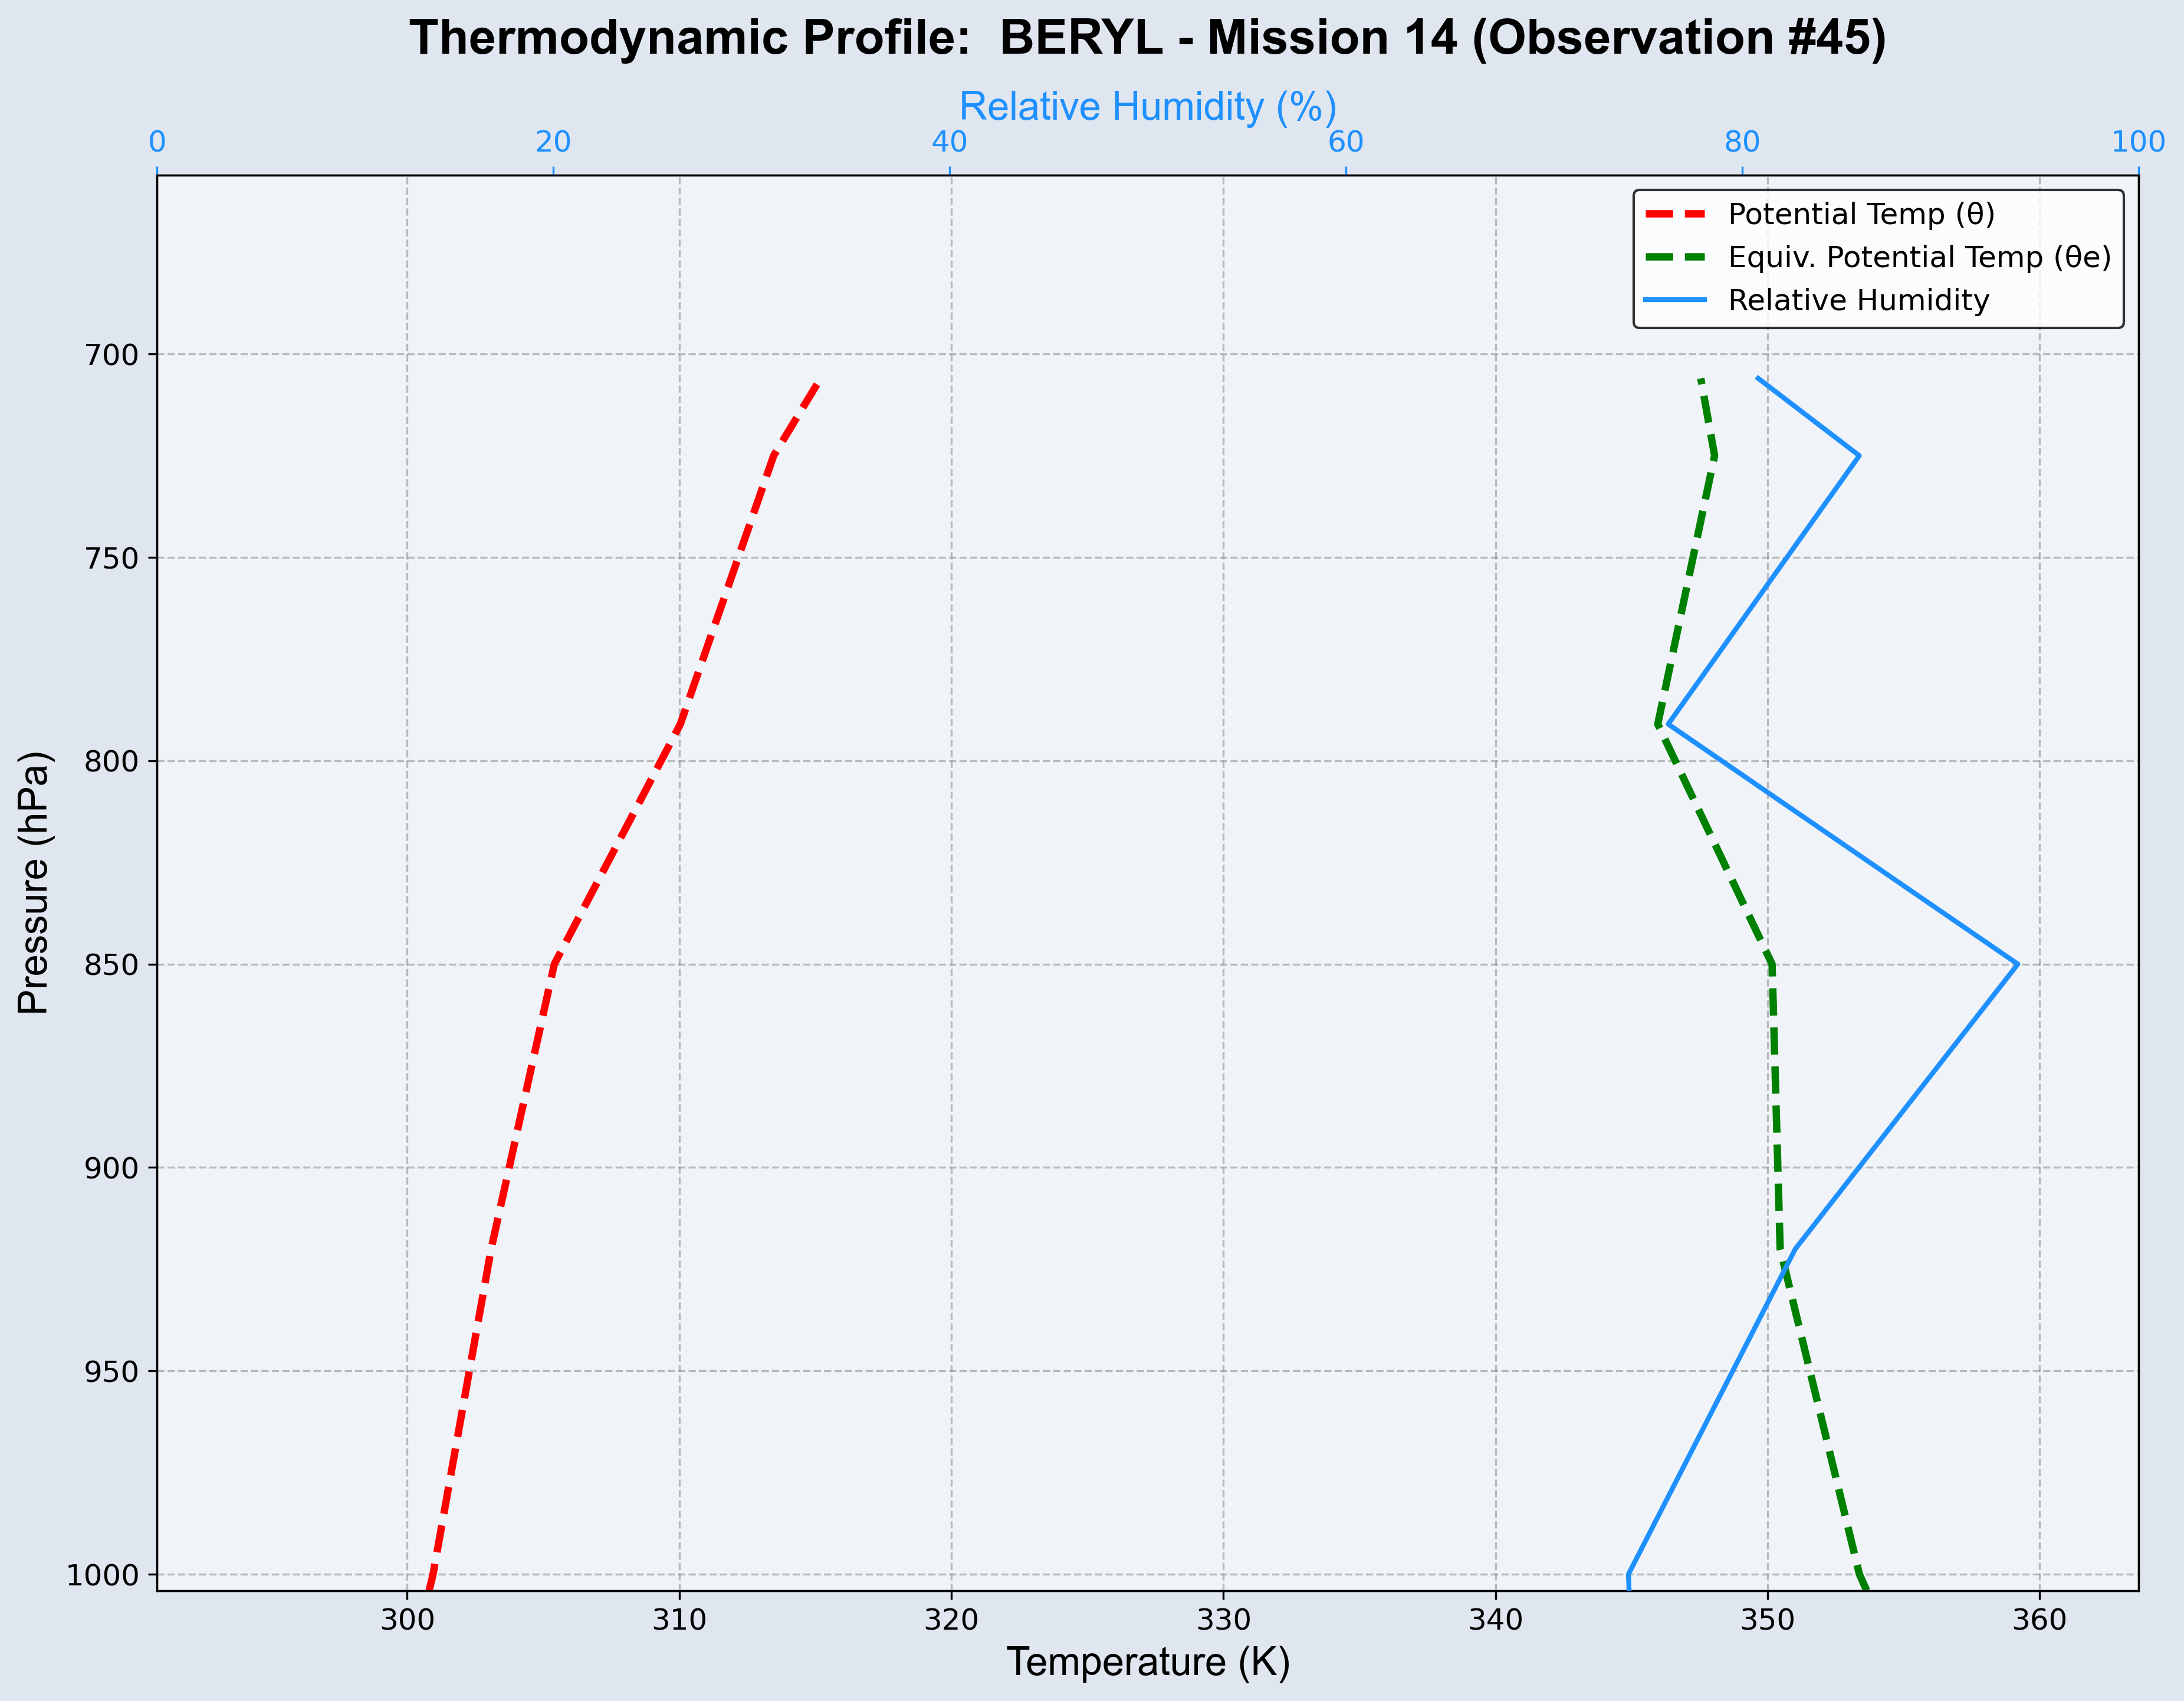 Thermodynamic Profile:  BERYL - Mission 14 (Observation #45)
Relative Humidity (%)
0 20 40 60 80 100
Potential Temp (θ)
Equiv. Potential Temp (θe)
Relative Humidity
Pressure (hPa)
700
750
800
850
900
950
1000
300 310 320 330 340 350 360
Temperature (K)